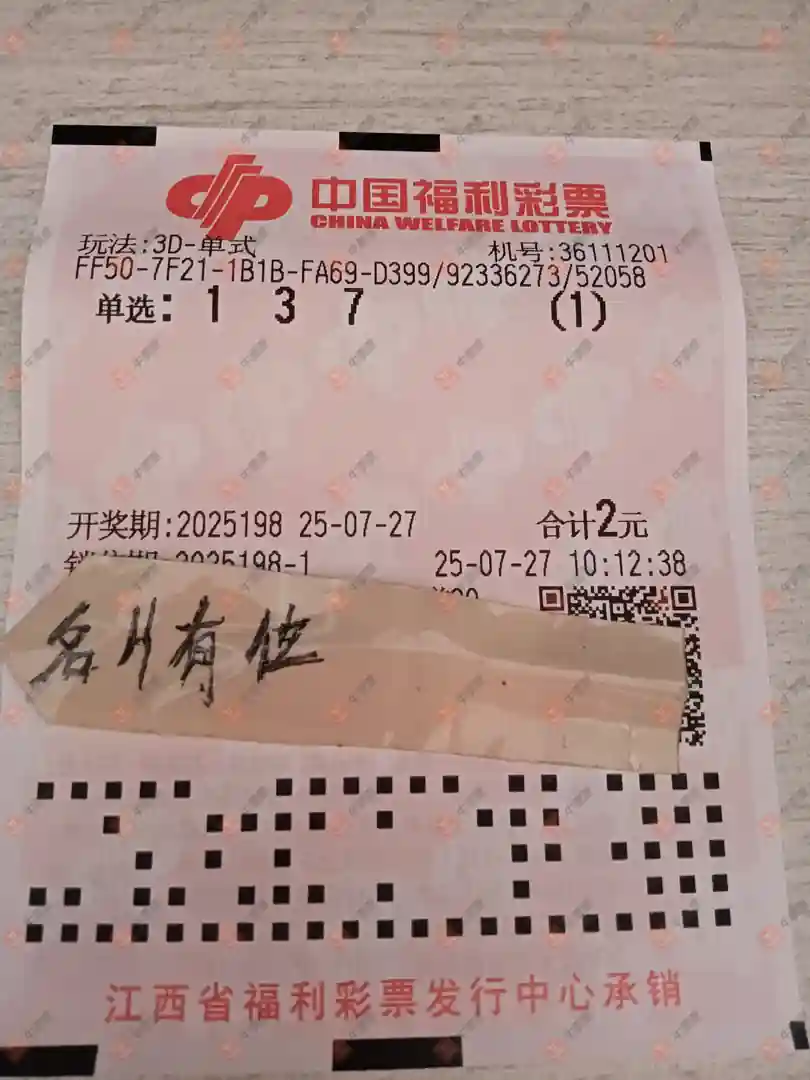 中国福利彩票
CHINA WELFARE LOTTERY
玩法:3D-单式 机号:36111201
FF50-7F21-1B1B-FA69-D399/92336273/52058
单选: 1 3 7 (1)
开奖期:2025198 25-07-27 合计2元
2025198-1 25-07-27 10:12:38
有
江西省福利彩票发行中心承销